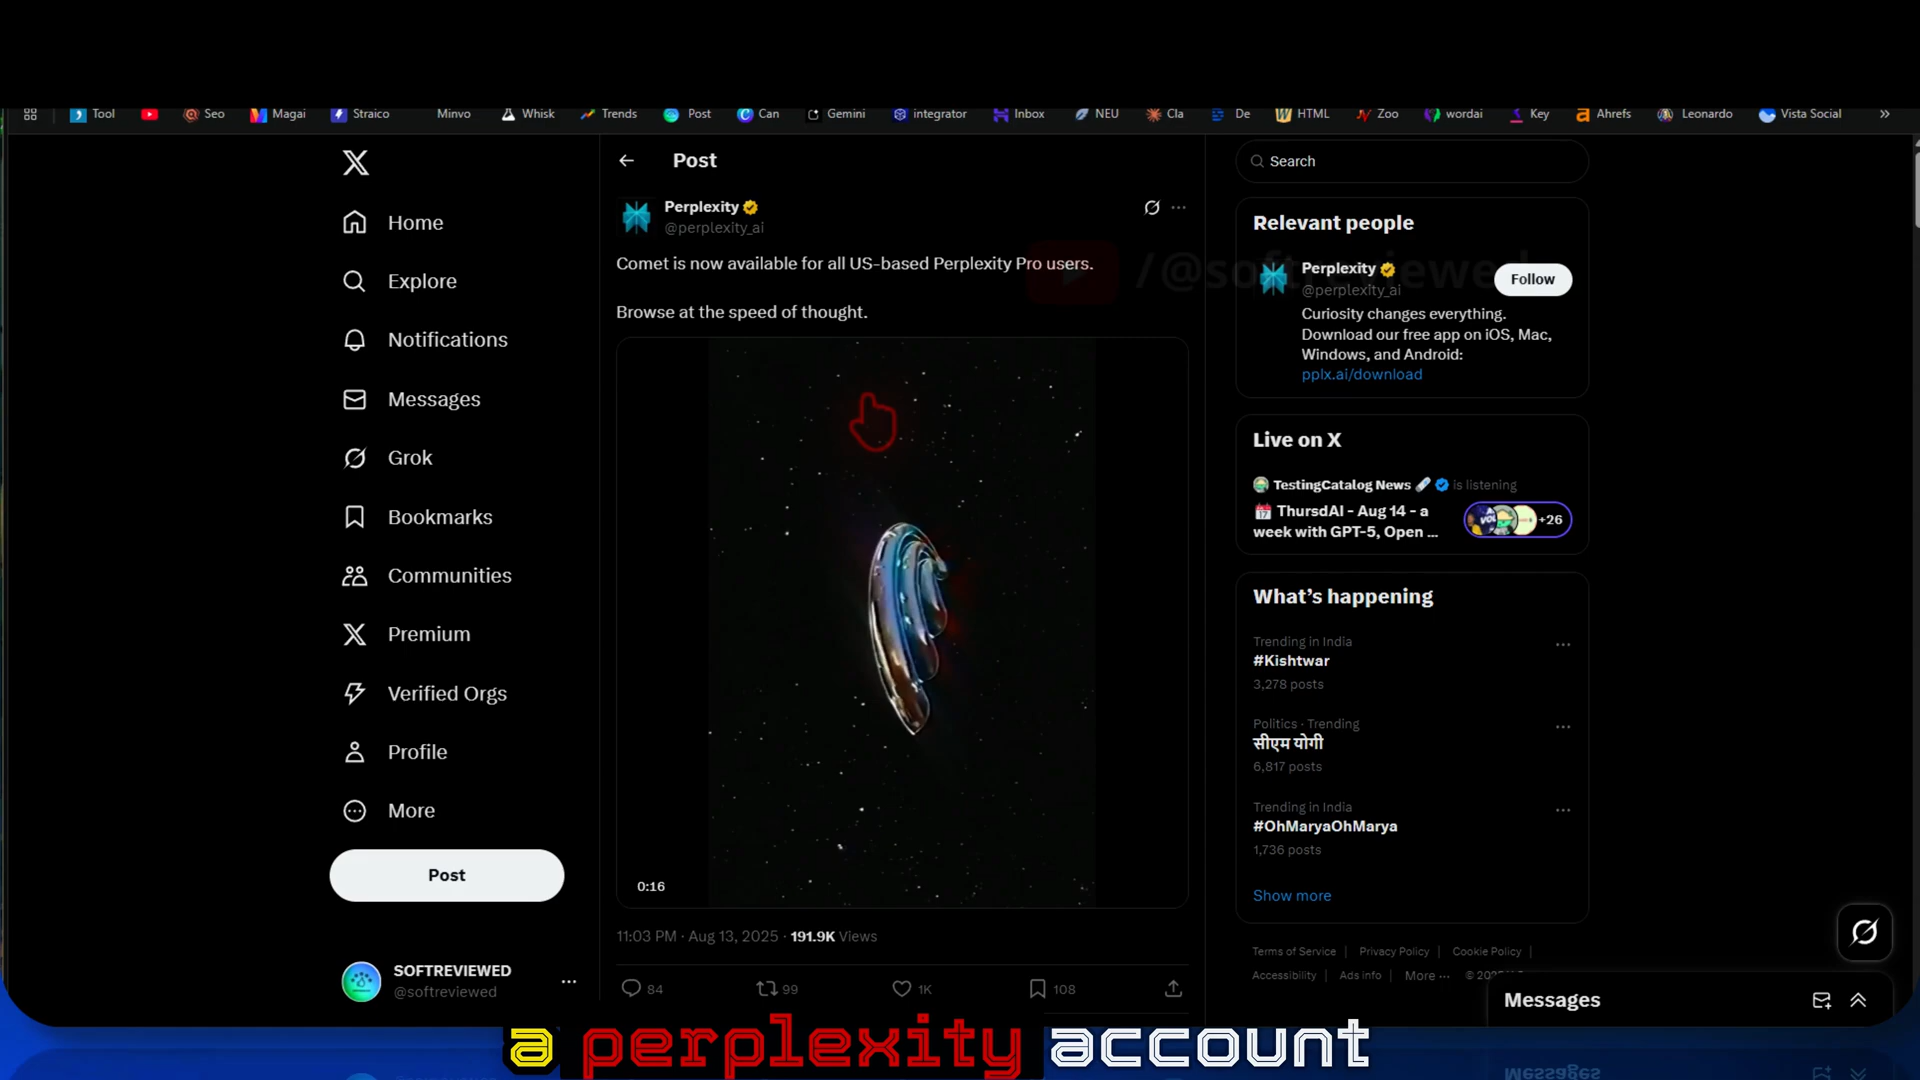 Tool
Seo
Magai
Straico
Minvo
Whisk
Trends
Post
Can
Gemini
integrator
Inbox
NEU
Cla
De
HTML
Zoo
wordai
Key
Ahrefs
Leonardo
Vista Social
»
Home
Explore
Notifications
Messages
Grok
Bookmarks
Communities
Premium
Verified Orgs
Profile
More
Post
SOFTREVIEWED
@softreviewed
Post
Perplexity
@perplexity_ai
Comet is now available for all US-based Perplexity Pro users.
Browse at the speed of thought.
0:16
11:03 PM · Aug 13, 2025 · 191.9K Views
84
99
1K
108
/@softreviewed
Search
Relevant people
Perplexity
@perplexity_ai
Follow
Curiosity changes everything.
Download our free app on iOS, Mac,
Windows, and Android:
pplx.ai/download
Live on X
TestingCatalog News is listening
ThursdAI - Aug 14 - a
week with GPT-5, Open ...
+26
What's happening
Trending in India
#Kishtwar
3,278 posts
Politics · Trending
सीएम योगी
6,817 posts
Trending in India
#OhMaryaOhMarya
1,736 posts
Show more
Terms of Service | Privacy Policy | Cookie Policy |
Accessibility | Ads info | More ...
Messages
a perplexity account